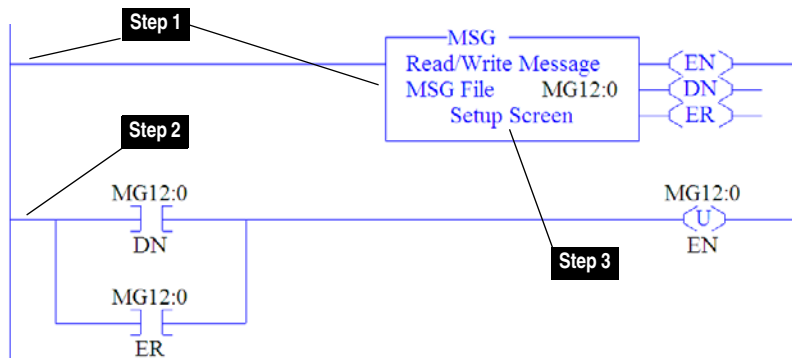 Step 1
MSG
Read/Write Message
MSG File MG12:0
Setup Screen
EN
DN
ER
Step 2
MG12:0
DN
MG12:0
U
EN
Step 3
MG12:0
ER